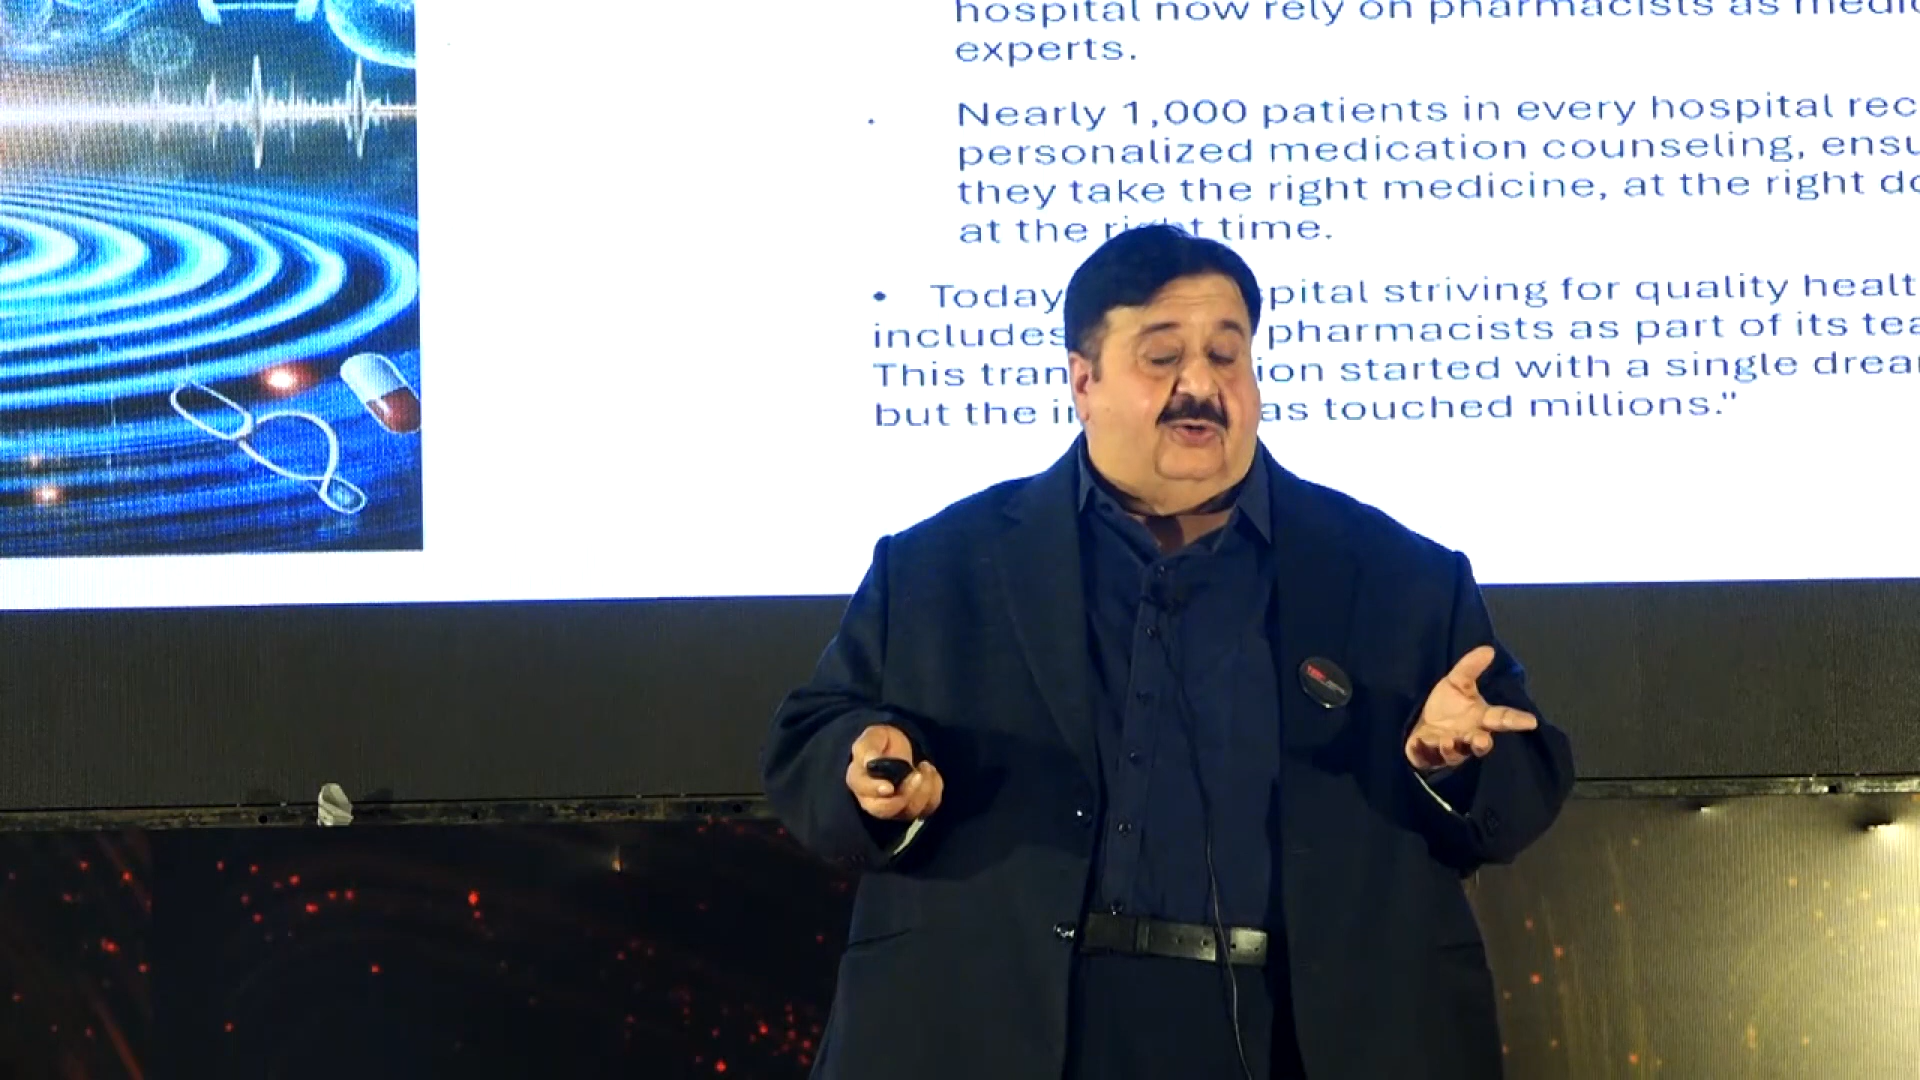 hospital now rely on pharmacists as
experts.
. Nearly 1,000 patients in every hospital
personalized medication counseling,
they take the right medicine, at the right
at the right time.
• Today pital striving for quality
includes pharmacists as part of its
This tran ion started with a single
but the as touched millions."